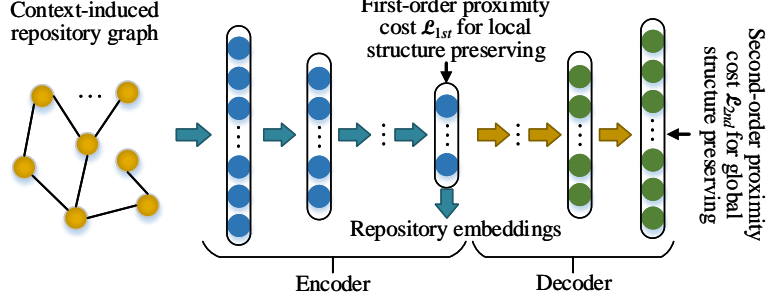 Context-induced
repository graph
First-order proximity
cost ℒ1st for local
structure preserving
Second-order proximity
cost ℒ2nd for global
structure preserving
Repository embeddings
Encoder
Decoder